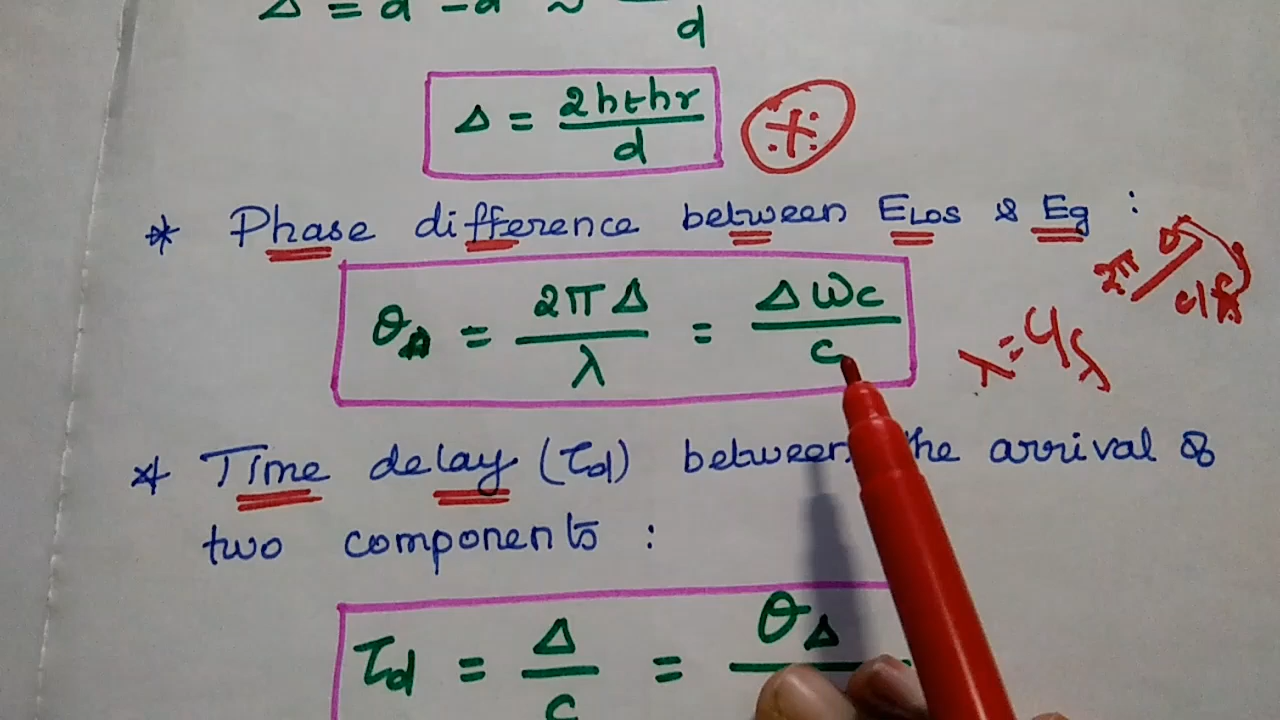 Δ = d - d ≈ — d
Δ = 2hthr / d
* Phase difference between ELOS & Eg :
θΔ = 2πΔ / λ = Δωc / c
2π /
λ =
* Time delay (τd) between the arrival of
two components :
τd = Δ / c = θΔ